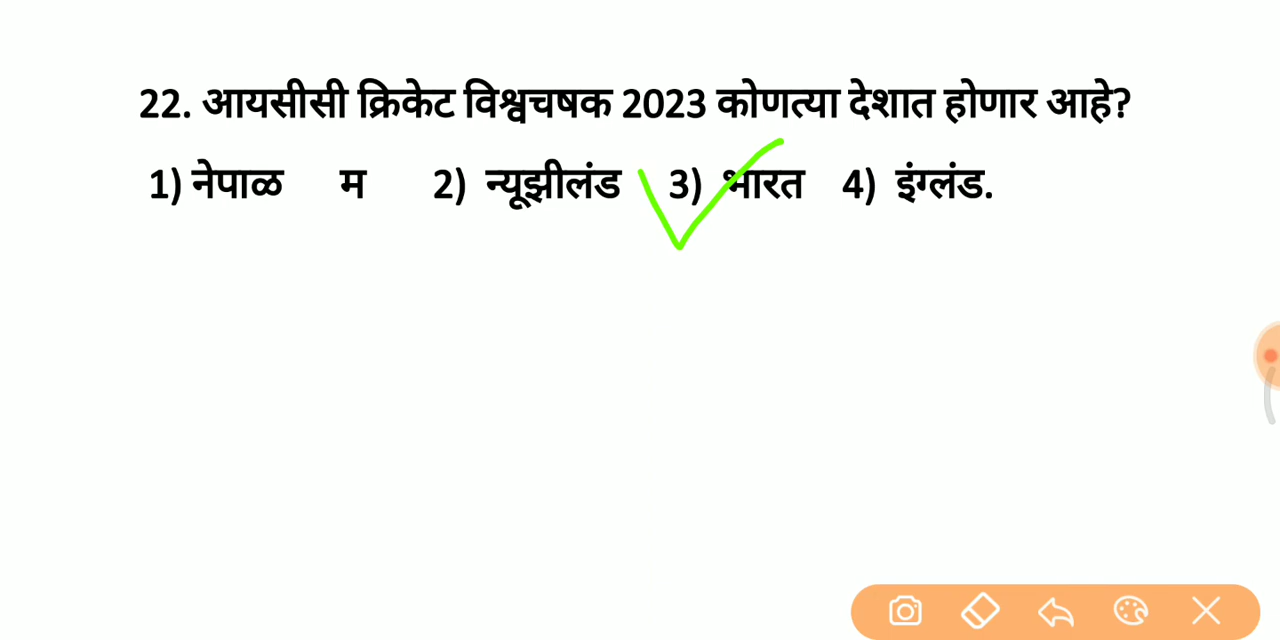 22. आयसीसी क्रिकेट विश्वचषक 2023 कोणत्या देशात होणार आहे?
1) नेपाळ म 2) न्यूझीलंड 3) भारत 4) इंग्लंड.